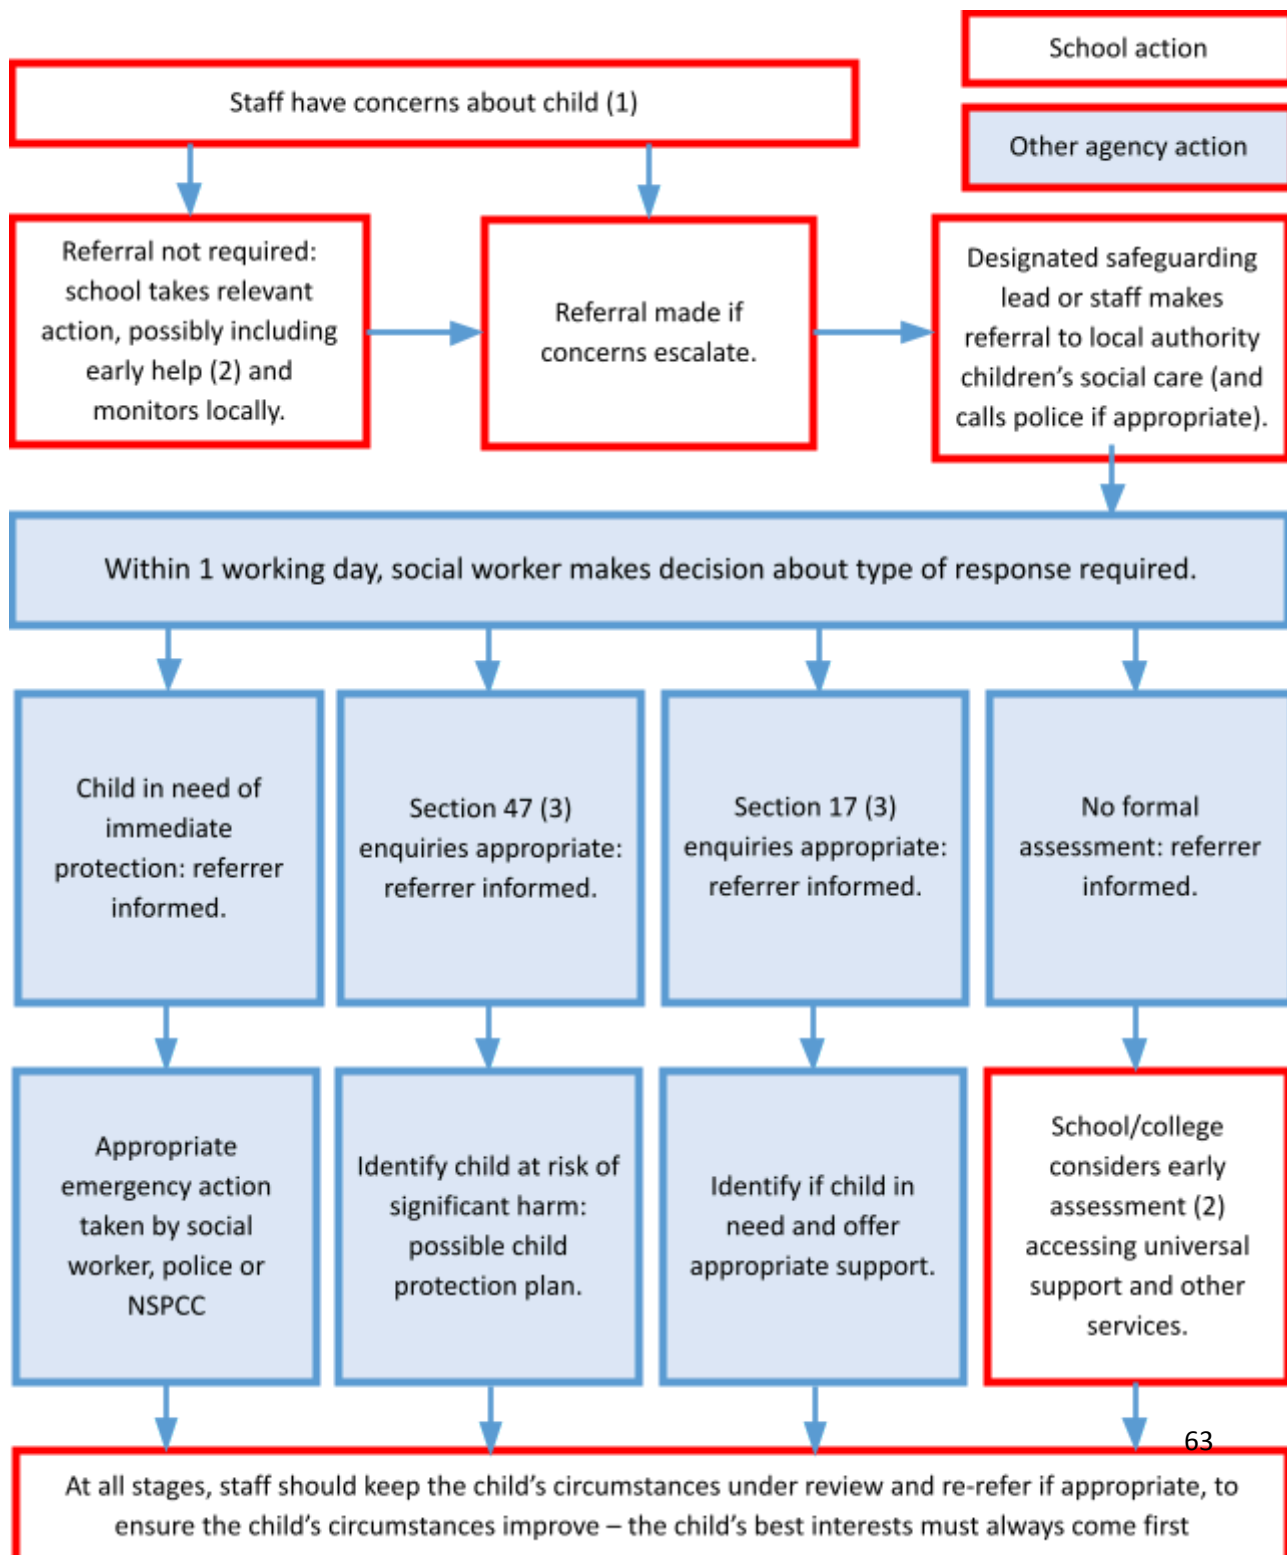 School action
Staff have concerns about child (1)
Other agency action
Referral not required:
school takes relevant
action, possibly including
early help (2) and
monitors locally.
Referral made if
concerns escalate.
Designated safeguarding
lead or staff makes
referral to local authority
children’s social care (and
calls police if appropriate).
Within 1 working day, social worker makes decision about type of response required.
Child in need of
immediate
protection: referrer
informed.
Section 47 (3)
enquiries appropriate:
referrer informed.
Section 17 (3)
enquiries appropriate:
referrer informed.
No formal
assessment: referrer
informed.
Appropriate
emergency action
taken by social
worker, police or
NSPCC
Identify child at risk of
significant harm:
possible child
protection plan.
Identify if child in
need and offer
appropriate support.
School/college
considers early
assessment (2)
accessing universal
support and other
services.
63
At all stages, staff should keep the child’s circumstances under review and re-refer if appropriate, to
ensure the child’s circumstances improve – the child’s best interests must always come first